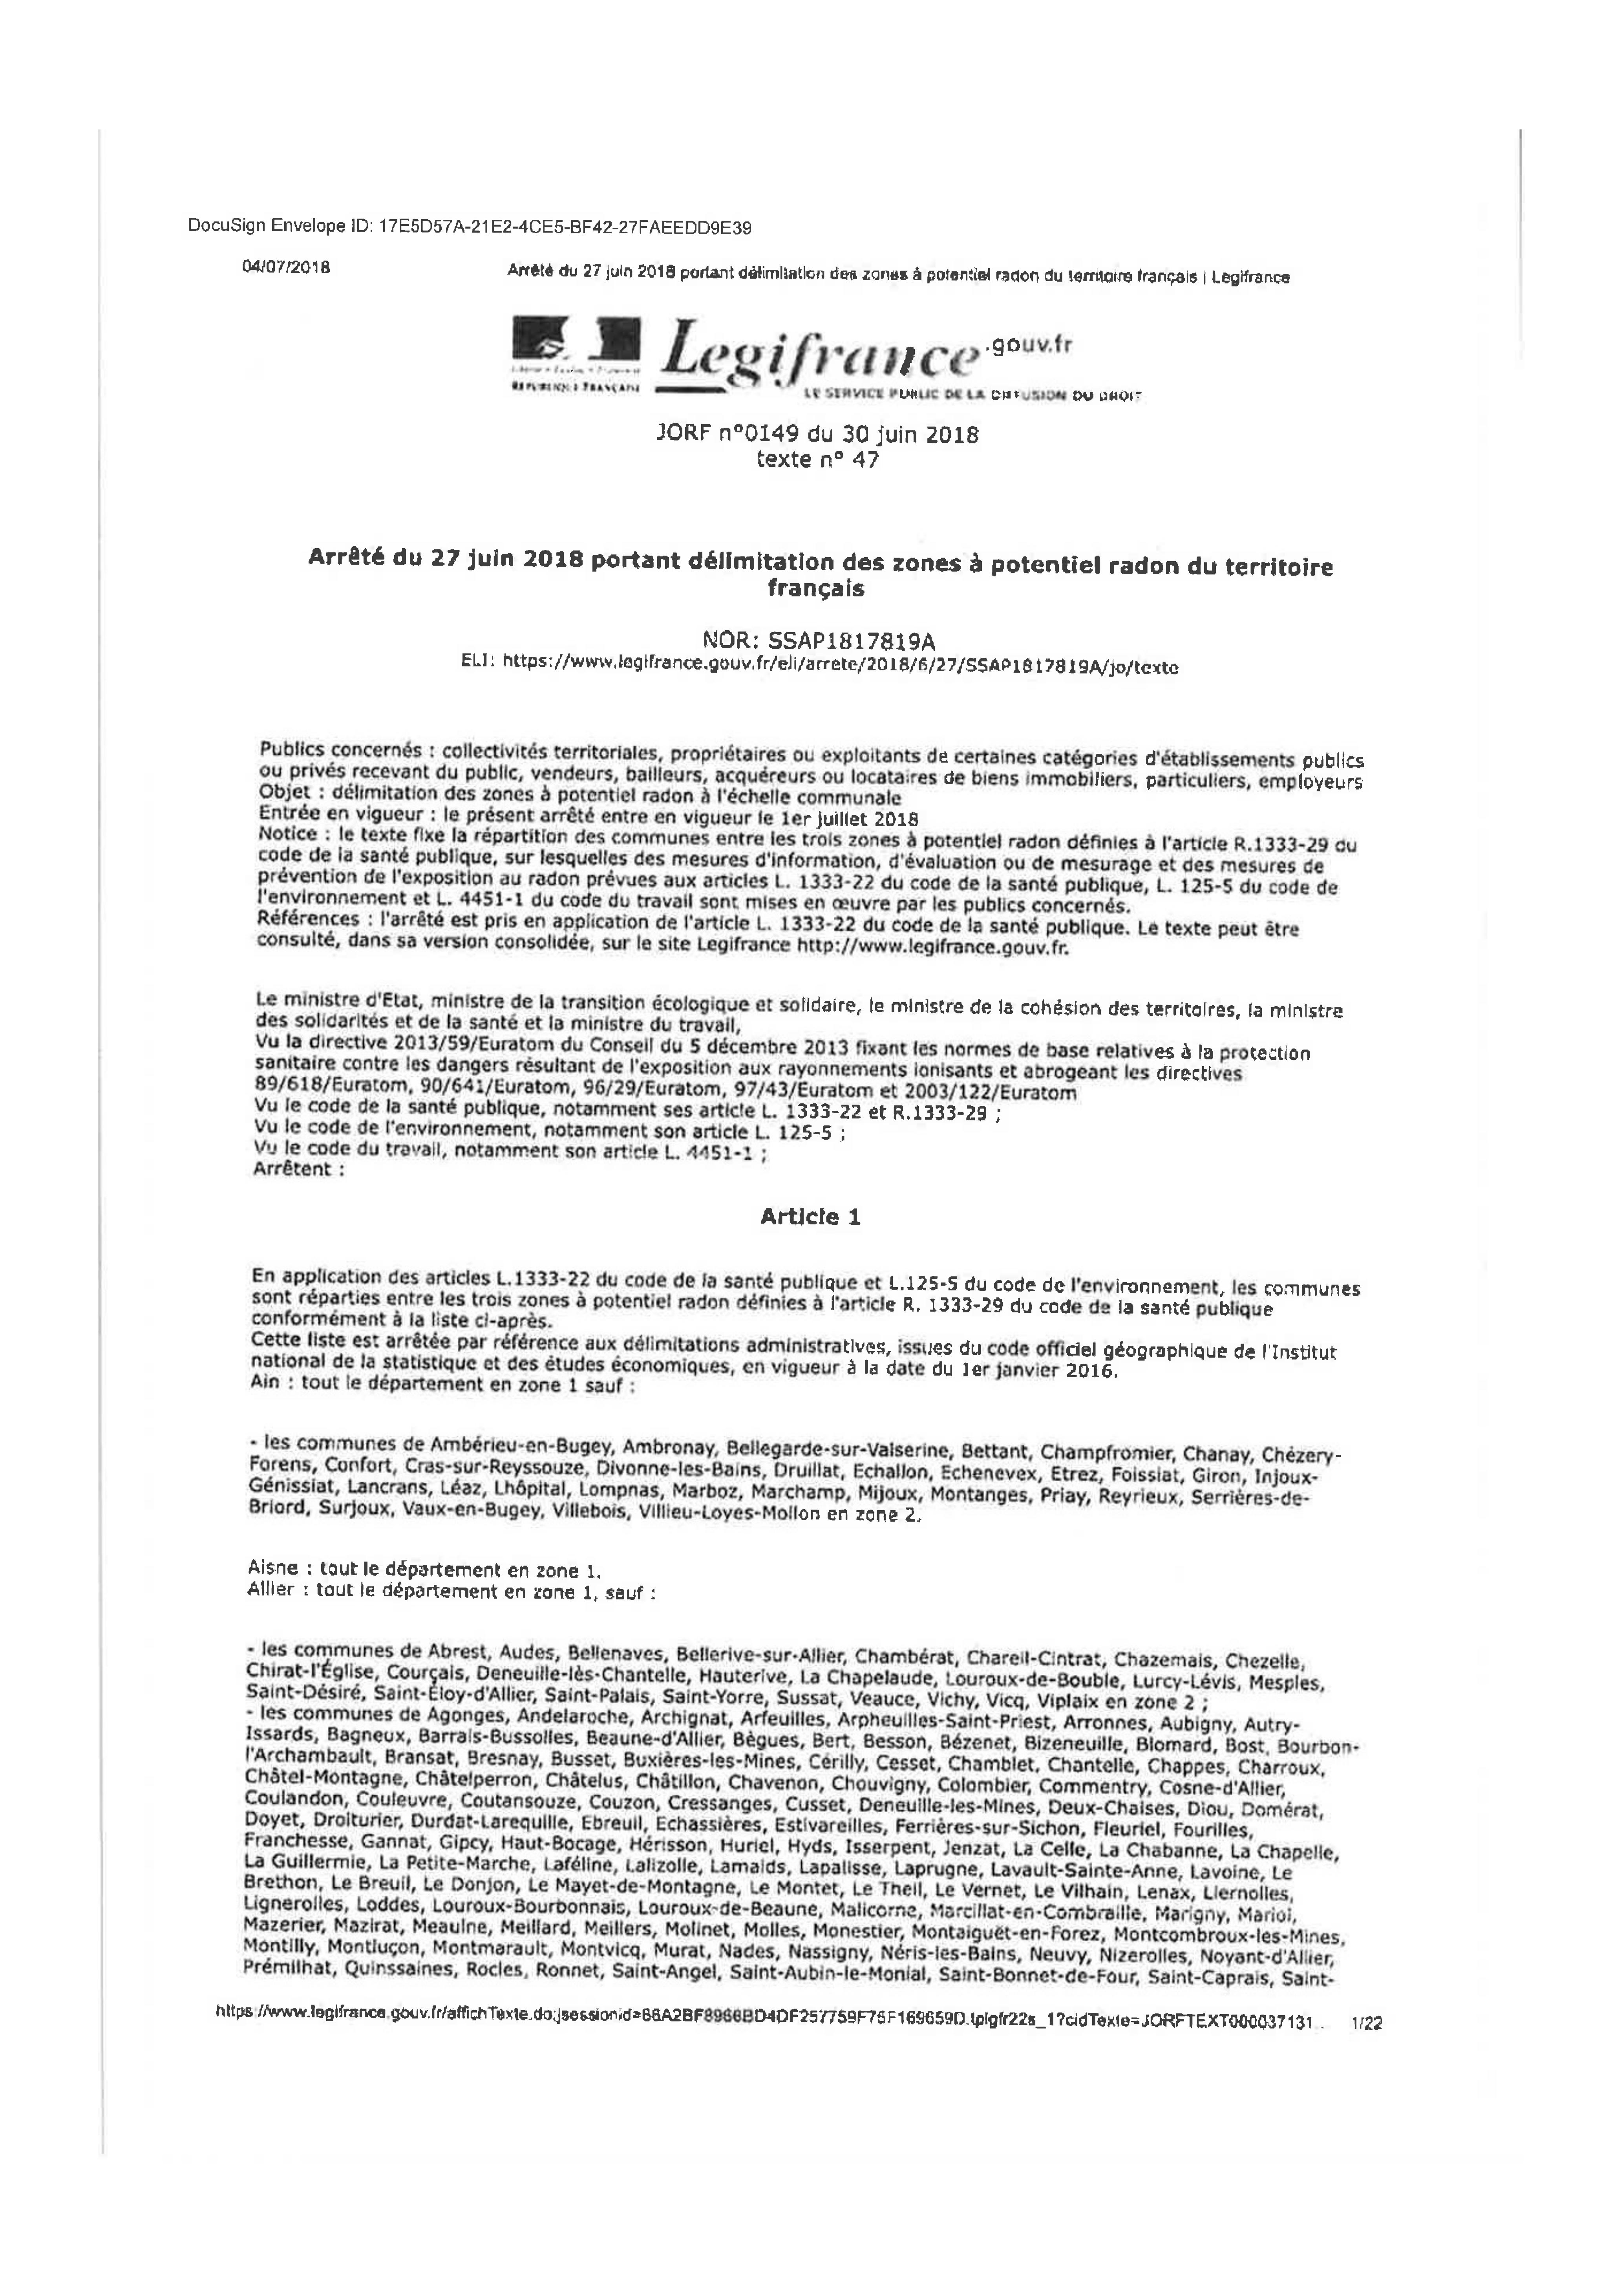 DocuSign Envelope ID: 17E5D57A-21E2-4CE5-BF42-27FAEEDD9E39
04/07/2018
Arrêté du 27 juin 2018 portant délimitation des zones à potentiel radon du territoire français | Legifrance
Legifrance.gouv.fr
RÉPUBLIQUE FRANÇAISE
LE SERVICE PUBLIC DE LA DIFFUSION DU DROIT
JORF n°0149 du 30 juin 2018
texte n° 47
Arrêté du 27 juin 2018 portant délimitation des zones à potentiel radon du territoire
français
NOR: SSAP1817819A
ELI: https://www.legifrance.gouv.fr/eli/arrete/2018/6/27/SSAP1817819A/jo/texte
Publics concernés : collectivités territoriales, propriétaires ou exploitants de certaines catégories d'établissements publics
ou privés recevant du public, vendeurs, bailleurs, acquéreurs ou locataires de biens immobiliers, particuliers, employeurs
Objet : délimitation des zones à potentiel radon à l'échelle communale
Entrée en vigueur : le présent arrêté entre en vigueur le 1er juillet 2018
Notice : le texte fixe la répartition des communes entre les trois zones à potentiel radon définies à l'article R.1333-29 du
code de la santé publique, sur lesquelles des mesures d'information, d'évaluation ou de mesurage et des mesures de
prévention de l'exposition au radon prévues aux articles L. 1333-22 du code de la santé publique, L. 125-5 du code de
l'environnement et L. 4451-1 du code du travail sont mises en œuvre par les publics concernés.
Références : l'arrêté est pris en application de l'article L. 1333-22 du code de la santé publique. Le texte peut être
consulté, dans sa version consolidée, sur le site Legifrance http://www.legifrance.gouv.fr.
Le ministre d'Etat, ministre de la transition écologique et solidaire, le ministre de la cohésion des territoires, la ministre
des solidarités et de la santé et la ministre du travail,
Vu la directive 2013/59/Euratom du Conseil du 5 décembre 2013 fixant les normes de base relatives à la protection
sanitaire contre les dangers résultant de l'exposition aux rayonnements ionisants et abrogeant les directives
89/618/Euratom, 90/641/Euratom, 96/29/Euratom, 97/43/Euratom et 2003/122/Euratom
Vu le code de la santé publique, notamment ses article L. 1333-22 et R.1333-29 ;
Vu le code de l'environnement, notamment son article L. 125-5 ;
Vu le code du travail, notamment son article L. 4451-1 ;
Arrêtent :
Article 1
En application des articles L.1333-22 du code de la santé publique et L.125-5 du code de l'environnement, les communes
sont réparties entre les trois zones à potentiel radon définies à l'article R. 1333-29 du code de la santé publique
conformément à la liste ci-après.
Cette liste est arrêtée par référence aux délimitations administratives, issues du code officiel géographique de l'Institut
national de la statistique et des études économiques, en vigueur à la date du 1er janvier 2016.
Ain : tout le département en zone 1 sauf :
- les communes de Ambérieu-en-Bugey, Ambronay, Bellegarde-sur-Valserine, Bettant, Champfromier, Chanay, Chézery-
Forens, Confort, Cras-sur-Reyssouze, Divonne-les-Bains, Druillat, Echallon, Echenevex, Etrez, Foissiat, Giron, Injoux-
Génissiat, Lancrans, Léaz, Lhôpital, Lompnas, Marboz, Marchamp, Mijoux, Montanges, Priay, Reyrieux, Serrières-de-
Briord, Surjoux, Vaux-en-Bugey, Villebois, Villieu-Loyes-Mollon en zone 2.
Aisne : tout le département en zone 1.
Allier : tout le département en zone 1, sauf :
- les communes de Abrest, Audes, Bellenaves, Bellerive-sur-Allier, Chambérat, Chareil-Cintrat, Chazemais, Chezelle,
Chirat-l'Église, Courçais, Deneuille-lès-Chantelle, Hauterive, La Chapelaude, Louroux-de-Bouble, Lurcy-Lévis, Mesples,
Saint-Désiré, Saint-Éloy-d'Allier, Saint-Palais, Saint-Yorre, Sussat, Veauce, Vichy, Vicq, Viplaix en zone 2 ;
- les communes de Agonges, Andelaroche, Archignat, Arfeuilles, Arpheuilles-Saint-Priest, Arronnes, Aubigny, Autry-
Issards, Bagneux, Barrais-Bussolles, Beaune-d'Allier, Bègues, Bert, Besson, Bézenet, Bizeneuille, Blomard, Bost, Bourbon-
l'Archambault, Bransat, Bresnay, Busset, Buxières-les-Mines, Cérilly, Cesset, Chamblet, Chantelle, Chappes, Charroux,
Châtel-Montagne, Châtelperron, Châtelus, Châtillon, Chavenon, Chouvigny, Colombier, Commentry, Cosne-d'Allier,
Coulandon, Couleuvre, Coutansouze, Couzon, Cressanges, Cusset, Deneuille-les-Mines, Deux-Chaises, Diou, Domérat,
Doyet, Droiturier, Durdat-Larequille, Ebreuil, Echassières, Estivareilles, Ferrières-sur-Sichon, Fleuriel, Fourilles,
Franchesse, Gannat, Gipcy, Haut-Bocage, Hérisson, Huriel, Hyds, Isserpent, Jenzat, La Celle, La Chabanne, La Chapelle,
La Guillermie, La Petite-Marche, Laféline, Lalizolle, Lamaids, Lapalisse, Laprugne, Lavault-Sainte-Anne, Lavoine, Le
Brethon, Le Breuil, Le Donjon, Le Mayet-de-Montagne, Le Montet, Le Theil, Le Vernet, Le Vilhain, Lenax, Liernolles,
Lignerolles, Loddes, Louroux-Bourbonnais, Louroux-de-Beaune, Malicorne, Marcillat-en-Combraille, Marigny, Mariol,
Mazerier, Mazirat, Meaulne, Meillard, Meillers, Molinet, Molles, Monestier, Montaiguët-en-Forez, Montcombroux-les-Mines,
Montilly, Montluçon, Montmarault, Montvicq, Murat, Nades, Nassigny, Néris-les-Bains, Neuvy, Nizerolles, Noyant-d'Allier,
Prémilhat, Quinssaines, Rocles, Ronnet, Saint-Angel, Saint-Aubin-le-Monial, Saint-Bonnet-de-Four, Saint-Caprais, Saint-
https://www.legifrance.gouv.fr/affichTexte.do;jsessionid=66A2BF8966BD4DF257759F75F169659D.tplgfr22s_1?cidTexte=JORFTEXT000037131... 1/22